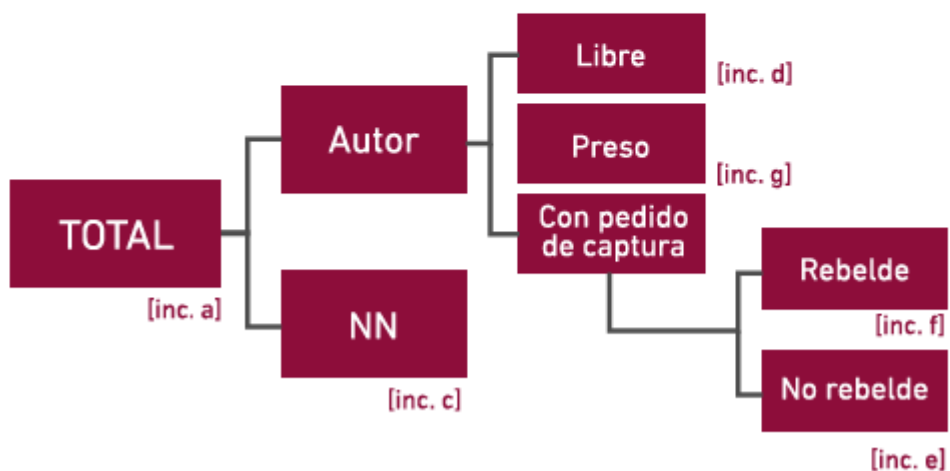 Libre
[inc. d]
Autor
Preso
[inc. g]
TOTAL
[inc. a]
Con pedido
de captura
NN
[inc. c]
Rebelde
[inc. f]
No rebelde
[inc. e]